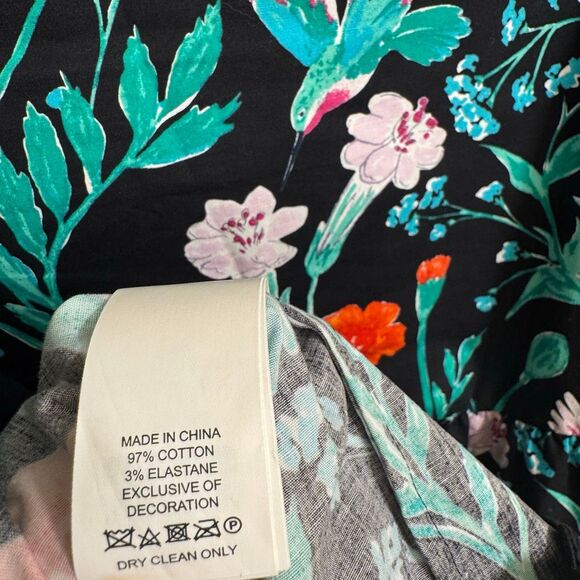 MADE IN CHINA
97% COTTON
3% ELASTANE
EXCLUSIVE OF
DECORATION
P
DRY CLEAN ONLY